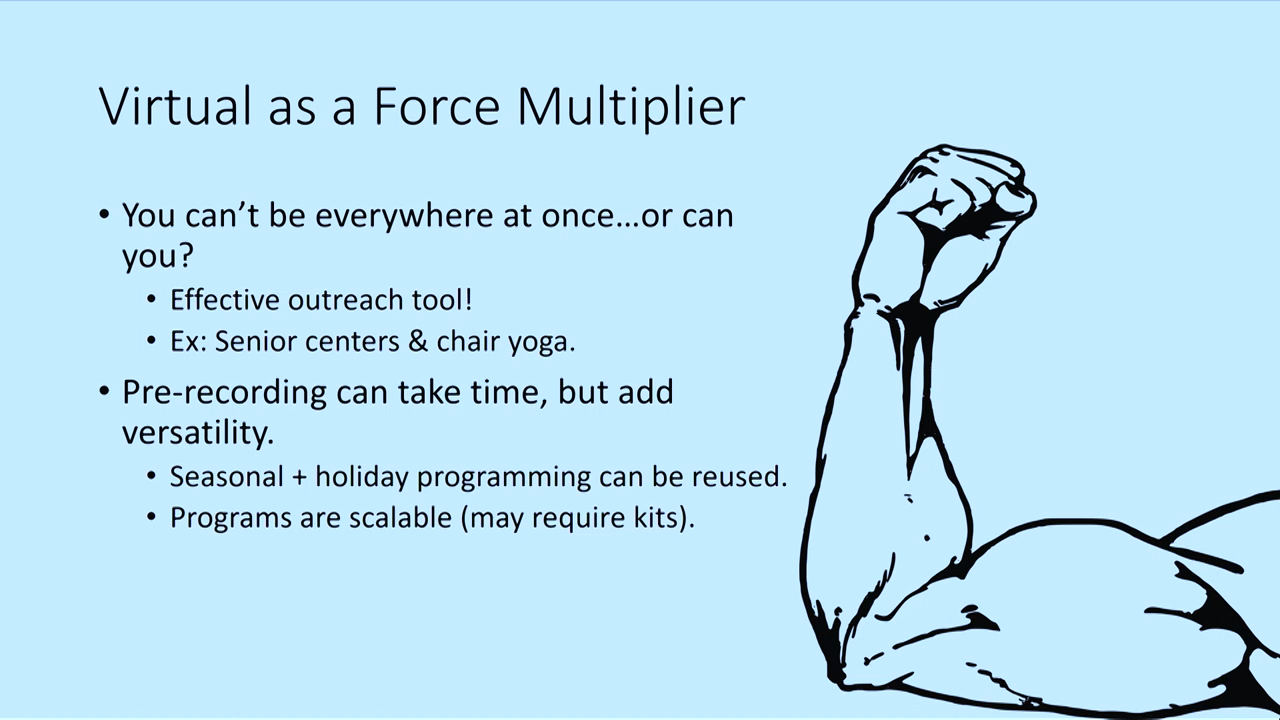 Virtual as a Force Multiplier
• You can’t be everywhere at once…or can
you?
• Effective outreach tool!
• Ex: Senior centers & chair yoga.
• Pre-recording can take time, but add
versatility.
• Seasonal + holiday programming can be reused.
• Programs are scalable (may require kits).